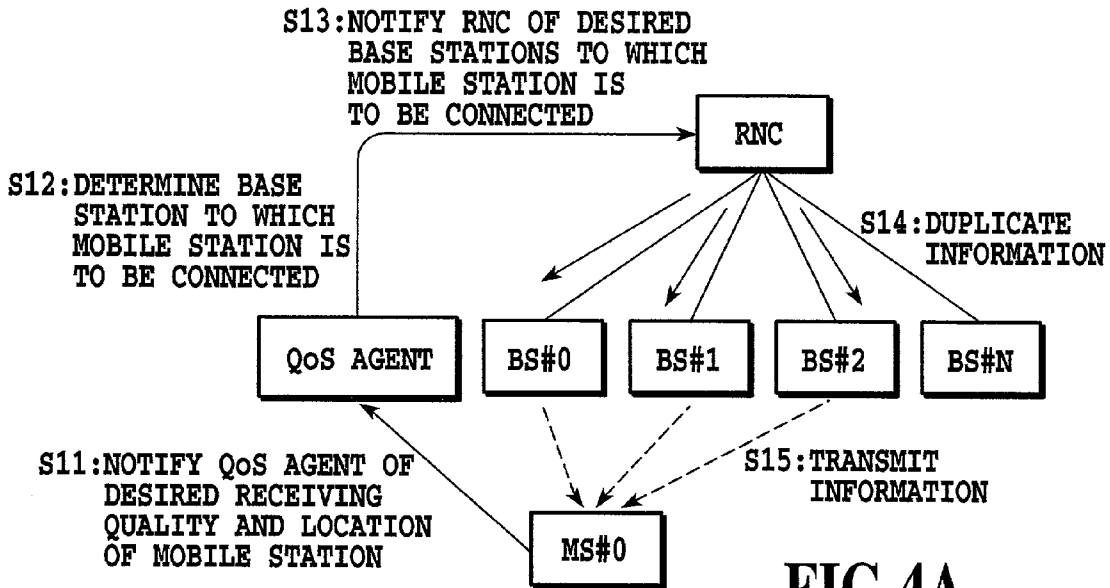 S13:NOTIFY RNC OF DESIRED
BASE STATIONS TO WHICH
MOBILE STATION IS
TO BE CONNECTED
RNC
S12:DETERMINE BASE
STATION TO WHICH
MOBILE STATION IS
TO BE CONNECTED
S14:DUPLICATE
INFORMATION
QoS AGENT
BS#0
BS#1
BS#2
BS#N
S11:NOTIFY QoS AGENT OF
DESIRED RECEIVING
QUALITY AND LOCATION
OF MOBILE STATION
S15:TRANSMIT
INFORMATION
MS#0
FIG.4A